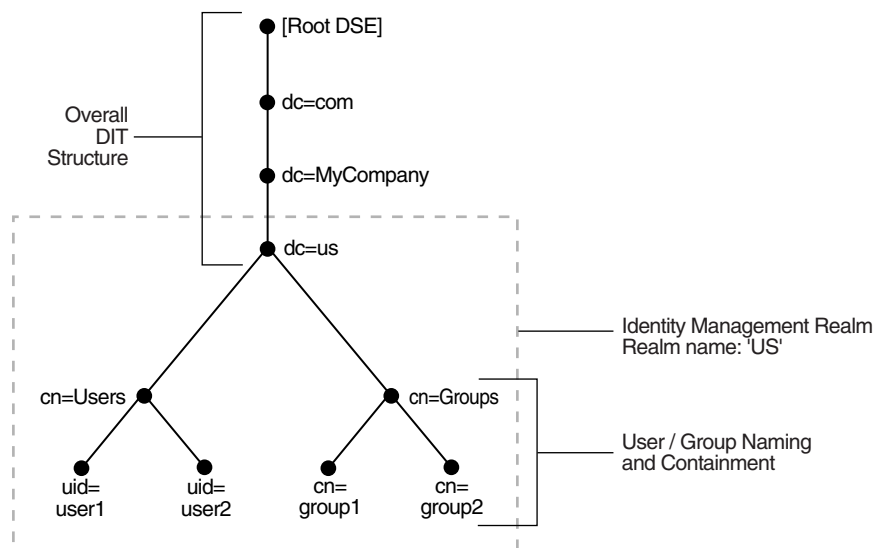 [Root DSE]
dc=com
Overall
DIT
Structure
dc=MyCompany
dc=us
Identity Management Realm
Realm name: 'US'
cn=Users
cn=Groups
User / Group Naming
and Containment
uid=
user1
uid=
user2
cn=
group1
cn=
group2